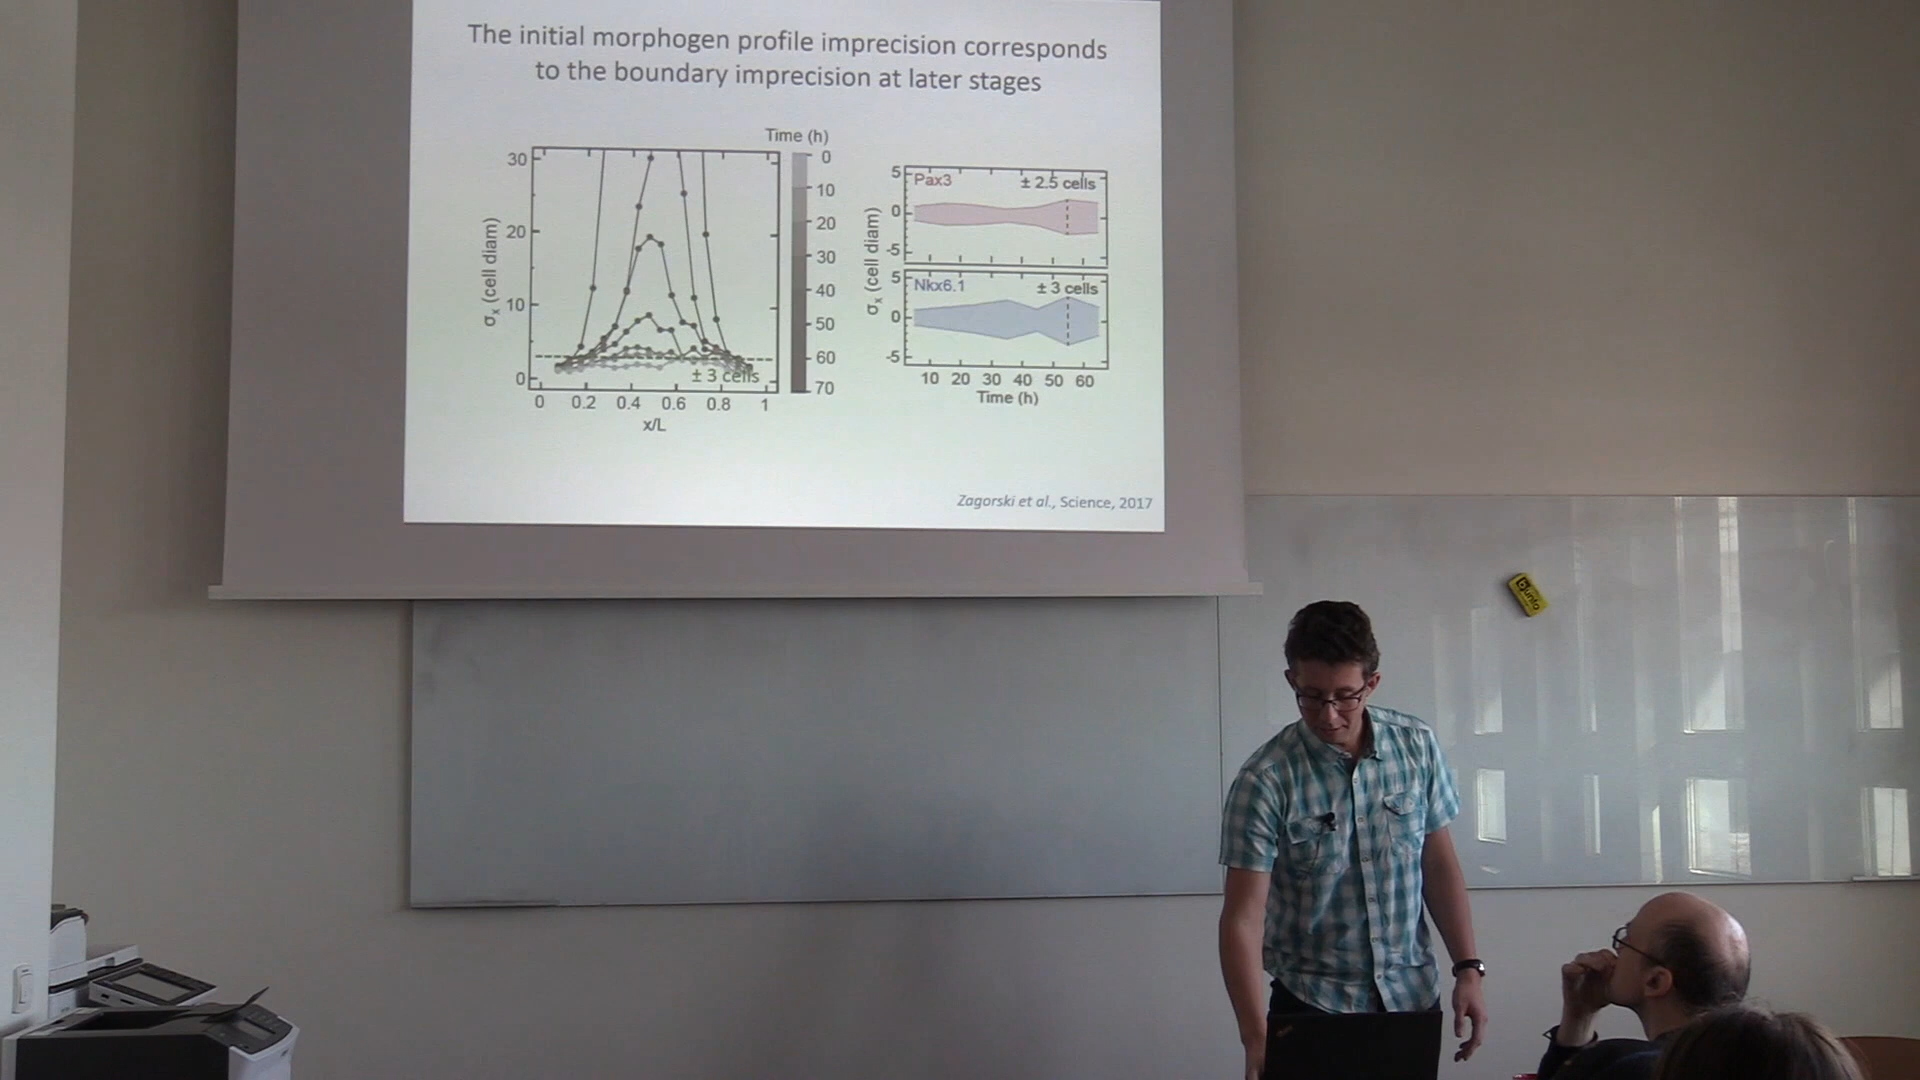 The initial morphogen profile imprecision corresponds
to the boundary imprecision at later stages
Time (h)
30
20
10
0
σx (cell diam)
± 3 cells
0 0.2 0.4 0.6 0.8 1
x/L
0
10
20
30
40
50
60
70
Pax3 ± 2.5 cells
5
0
-5
σx (cell diam)
Nkx6.1 ± 3 cells
5
0
-5
10 20 30 40 50 60
Time (h)
Zagorski et al., Science, 2017